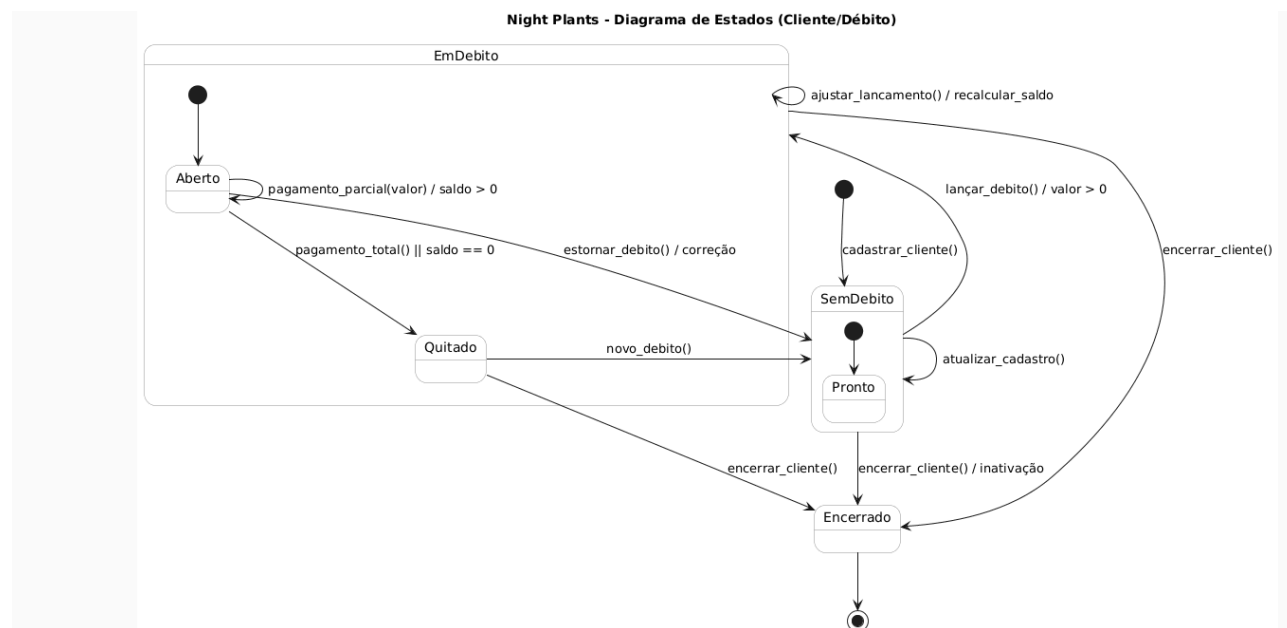 Night Plants - Diagrama de Estados (Cliente/Débito)
EmDebito
ajustar_lancamento() / recalcular_saldo
Aberto
pagamento_parcial(valor) / saldo > 0
lançar_debito() / valor > 0
pagamento_total() || saldo == 0
estornar_debito() / correção
cadastrar_cliente()
encerrar_cliente()
SemDebito
Quitado
novo_debito()
atualizar_cadastro()
Pronto
encerrar_cliente()
encerrar_cliente() / inativação
Encerrado